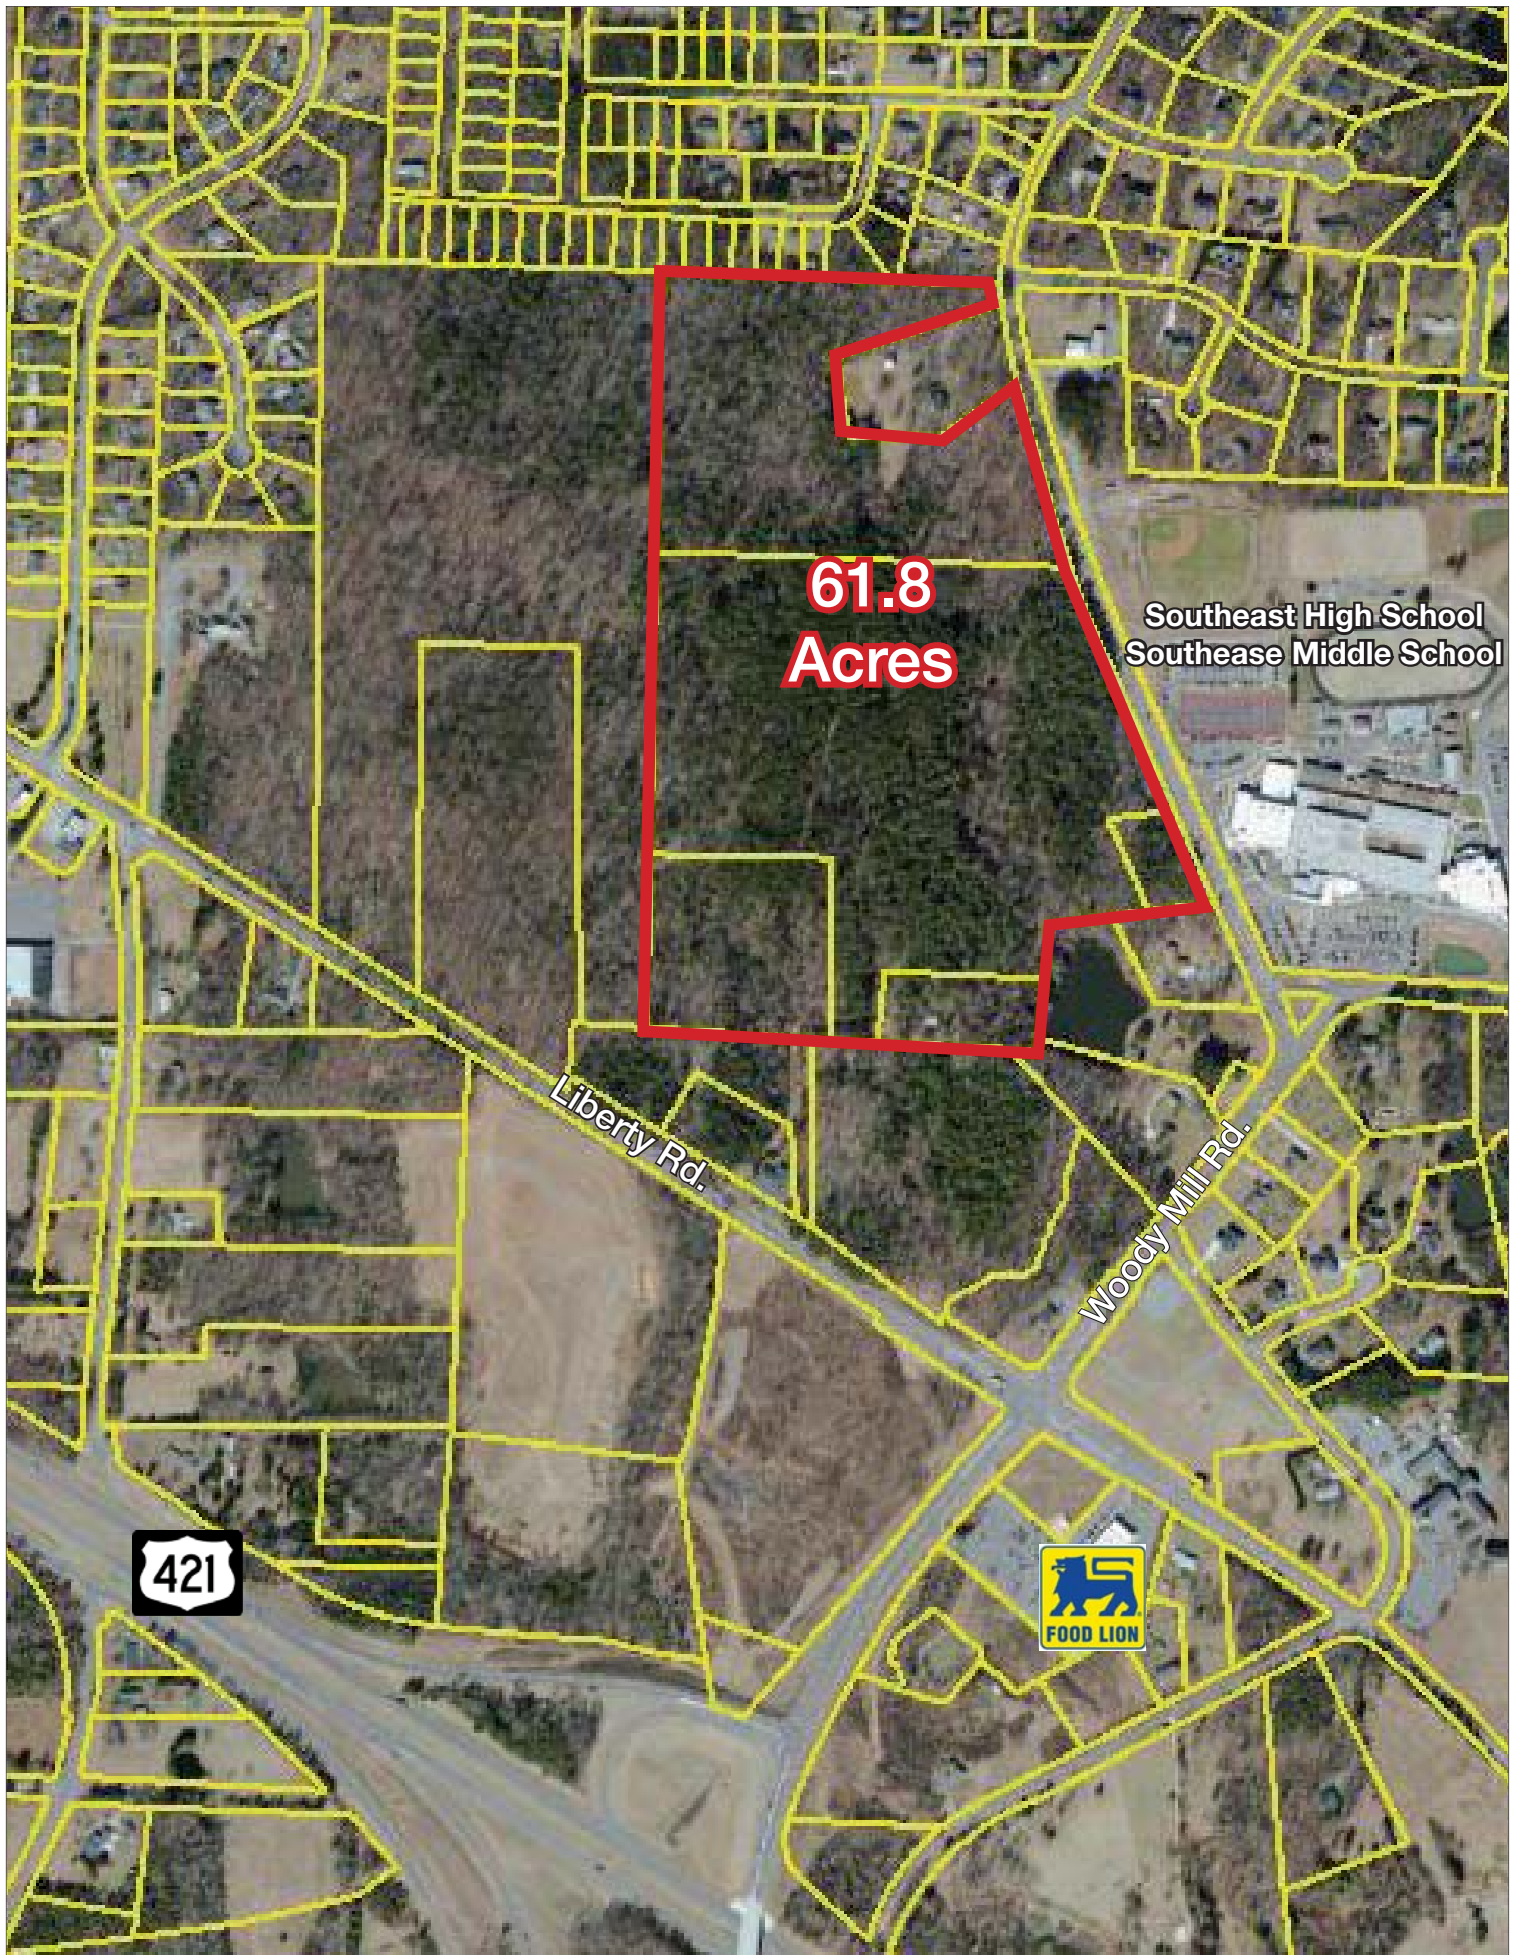 61.8
Acres
Southeast High School
Southease Middle School
Liberty Rd.
Woody Mill Rd.
421
FOOD LION